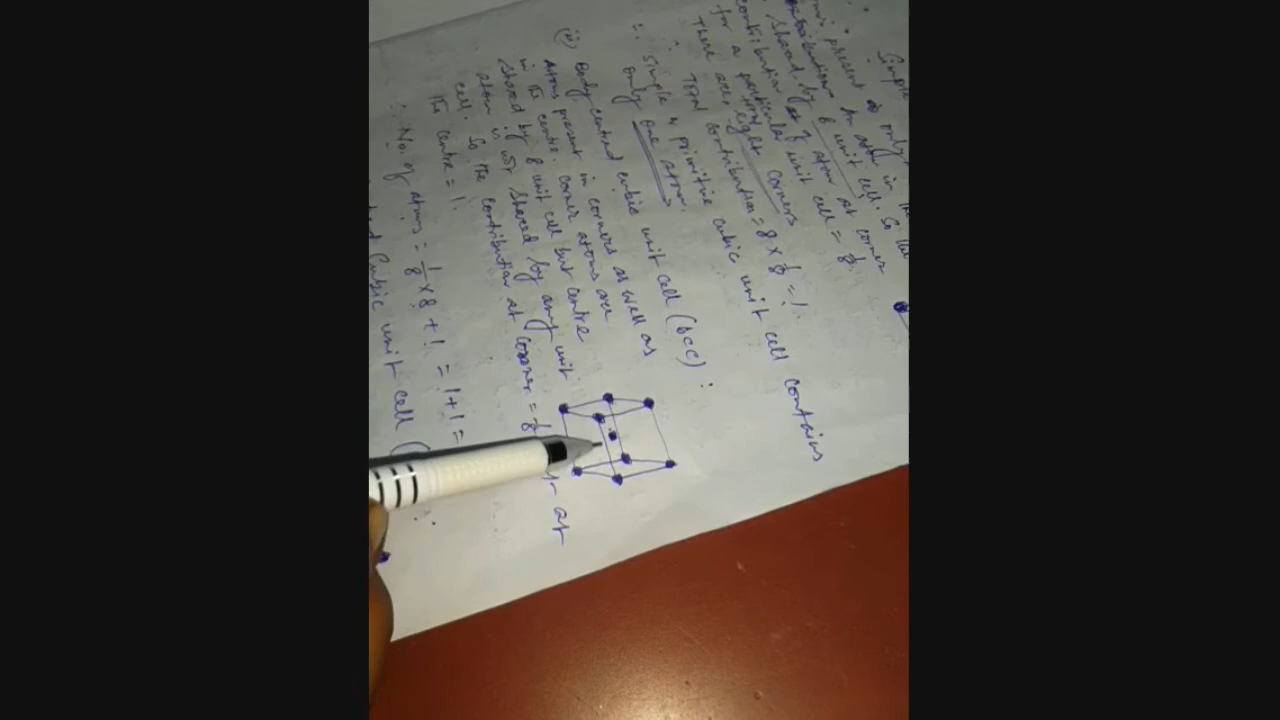 Simple
present is only in the
An atom
shared by 8 unit cell. So the
contribution of atom at corner
for a particular unit cell = 1/8.
There are eight corners
Total contribution = 8 × 1/8 = 1.
∴ Simple or primitive cubic unit cell contains
only one atom.
(ii) Body centred cubic unit cell (bcc) :
Atoms present in corners as well as
in the centre. Corner atoms are
shared by 8 unit cell but centre
atom is not shared by any unit
cell. So the contribution at corner = 1/8 at
the centre = 1.
∴ No. of atoms = 1/8 × 8 + 1 = 1 + 1 =
Cubic unit cell (